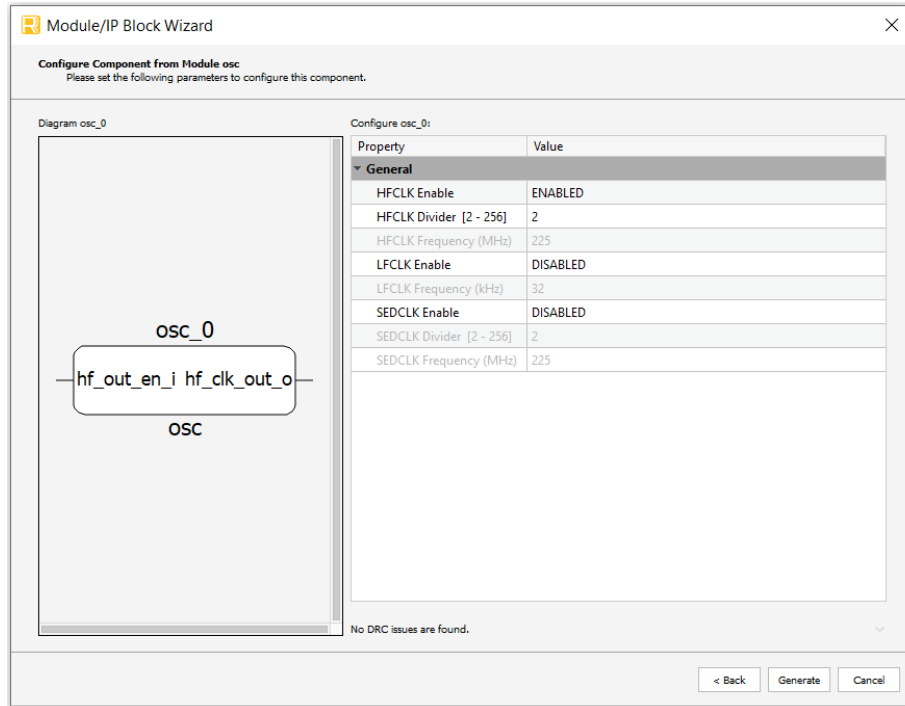 Module/IP Block Wizard
Configure Component from Module osc
Please set the following parameters to configure this component.
Diagram osc_0
osc_0
hf_out_en_i hf_clk_out_o
osc
Configure osc_0:
Property Value
General
HFCLK Enable ENABLED
HFCLK Divider [2 - 256] 2
HFCLK Frequency (MHz) 225
LFCLK Enable DISABLED
LFCLK Frequency (kHz) 32
SEDCLK Enable DISABLED
SEDCLK Divider [2 - 256] 2
SEDCLK Frequency (MHz) 225
No DRC issues are found.
< Back Generate Cancel